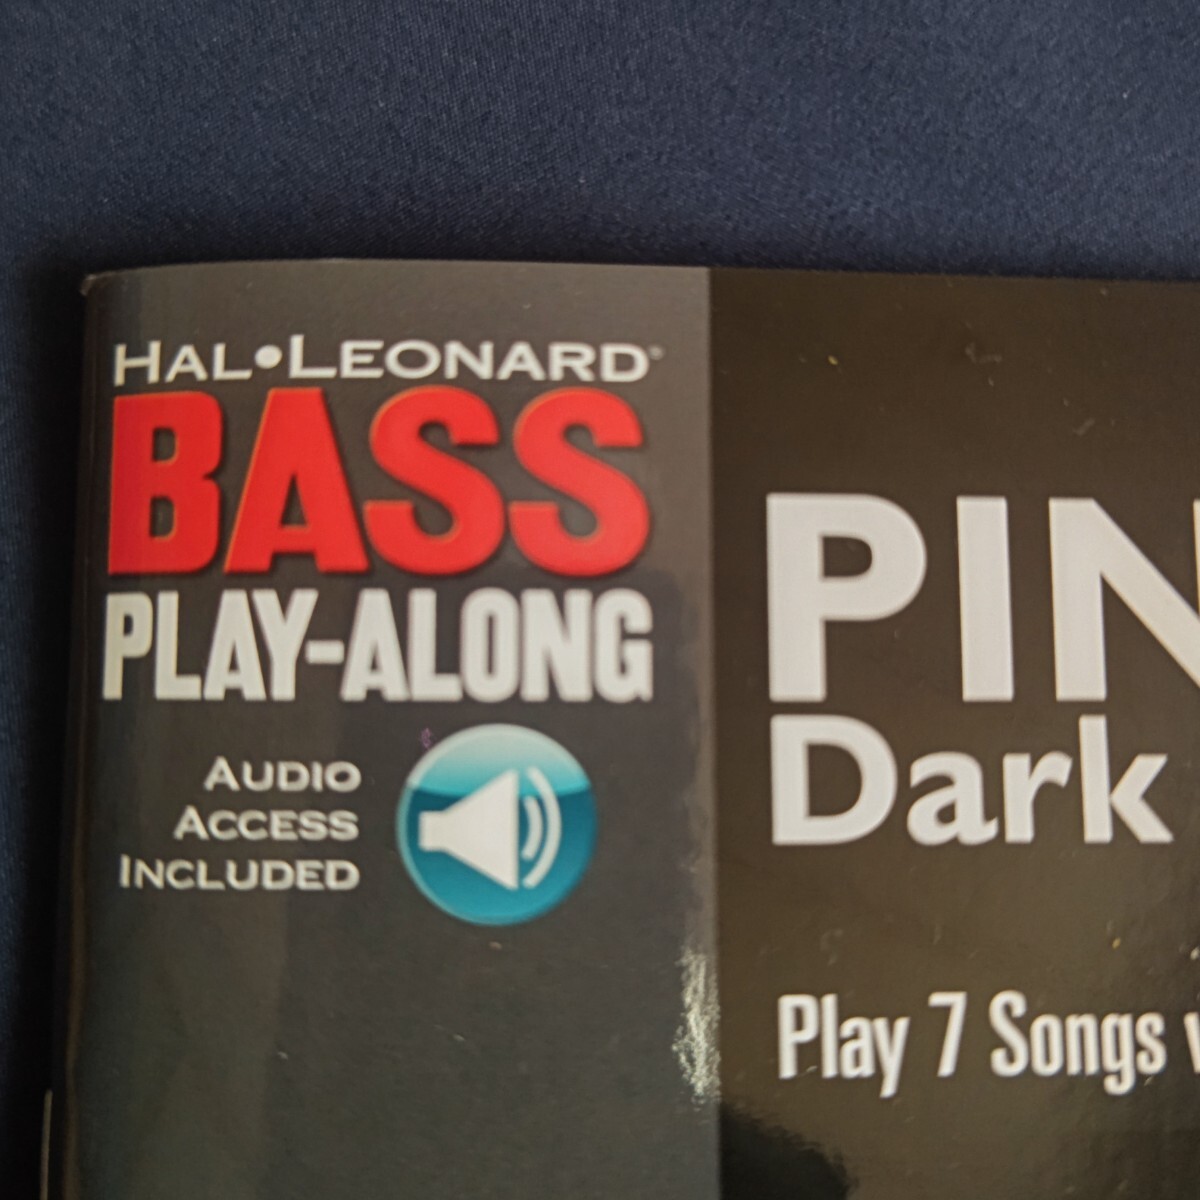 HAL•LEONARD®
BASS
PLAY-ALONG
AUDIO
ACCESS
INCLUDED
PIN
Dark
Play 7 Songs